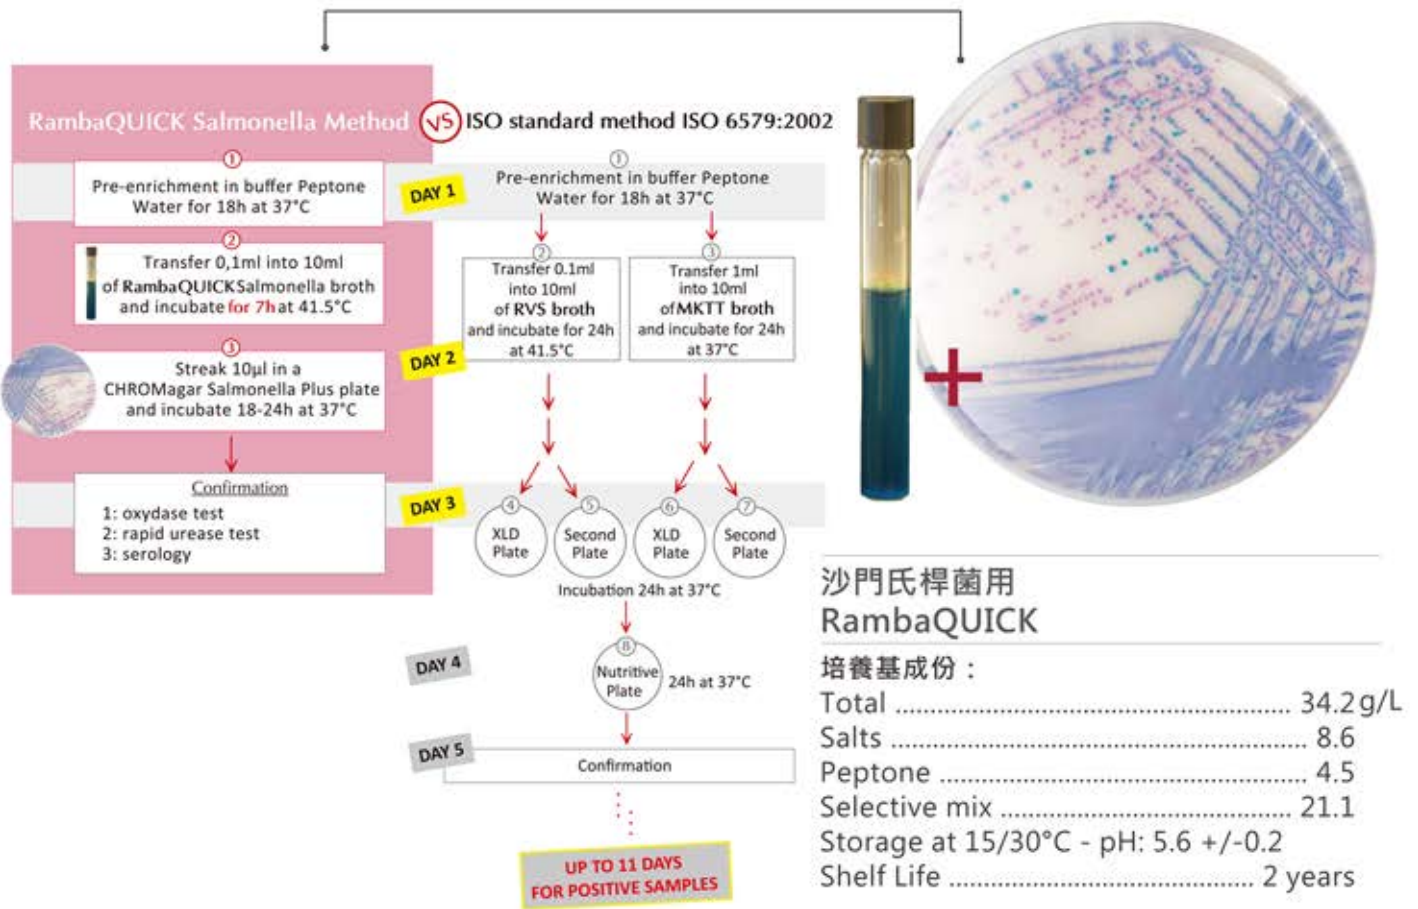 RambaQUICK Salmonella Method
VS
ISO standard method ISO 6579:2002
1
Pre-enrichment in buffer Peptone
Water for 18h at 37°C
2
Transfer 0,1ml into 10ml
of RambaQUICK Salmonella broth
and incubate for 7h at 41.5°C
3
Streak 10µl in a
CHROMagar Salmonella Plus plate
and incubate 18-24h at 37°C
Confirmation
1: oxydase test
2: rapid urease test
3: serology
DAY 1
DAY 2
DAY 3
DAY 4
DAY 5
1
Pre-enrichment in buffer Peptone
Water for 18h at 37°C
2
Transfer 0.1ml
into 10ml
of RVS broth
and incubate for 24h
at 41.5°C
3
Transfer 1ml
into 10ml
of MKTT broth
and incubate for 24h
at 37°C
4
XLD
Plate
5
Second
Plate
6
XLD
Plate
7
Second
Plate
Incubation 24h at 37°C
8
Nutritive
Plate
24h at 37°C
Confirmation
UP TO 11 DAYS
FOR POSITIVE SAMPLES
沙門氏桿菌用
RambaQUICK
培養基成份：
Total ........ 34.2 g/L
Salts ........ 8.6
Peptone ........ 4.5
Selective mix ........ 21.1
Storage at 15/30°C - pH: 5.6 +/-0.2
Shelf Life ........ 2 years